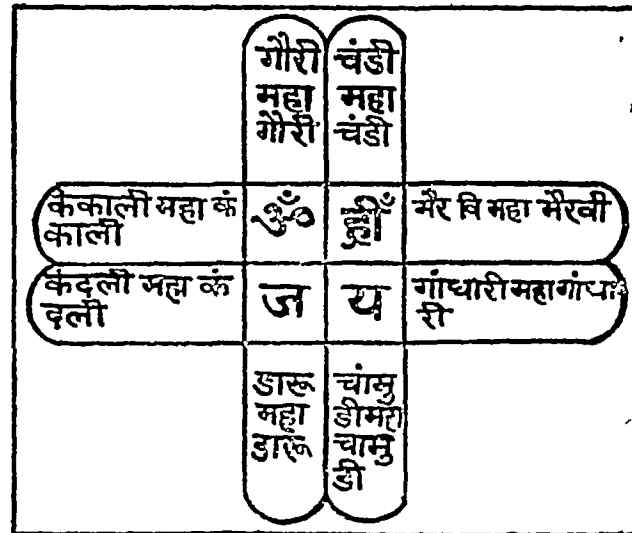 गौरी
महा
गौरी
चंडी
महा
चंडी
कंकाली महा कं
काली
ॐ
ह्रीँ
भैर वि महा भैरवी
कंदली महा कं
दली
ज
य
गांधारी महा गांधा
री
डारू
महा
डारू
चांमु
डी महा
चामु
डी